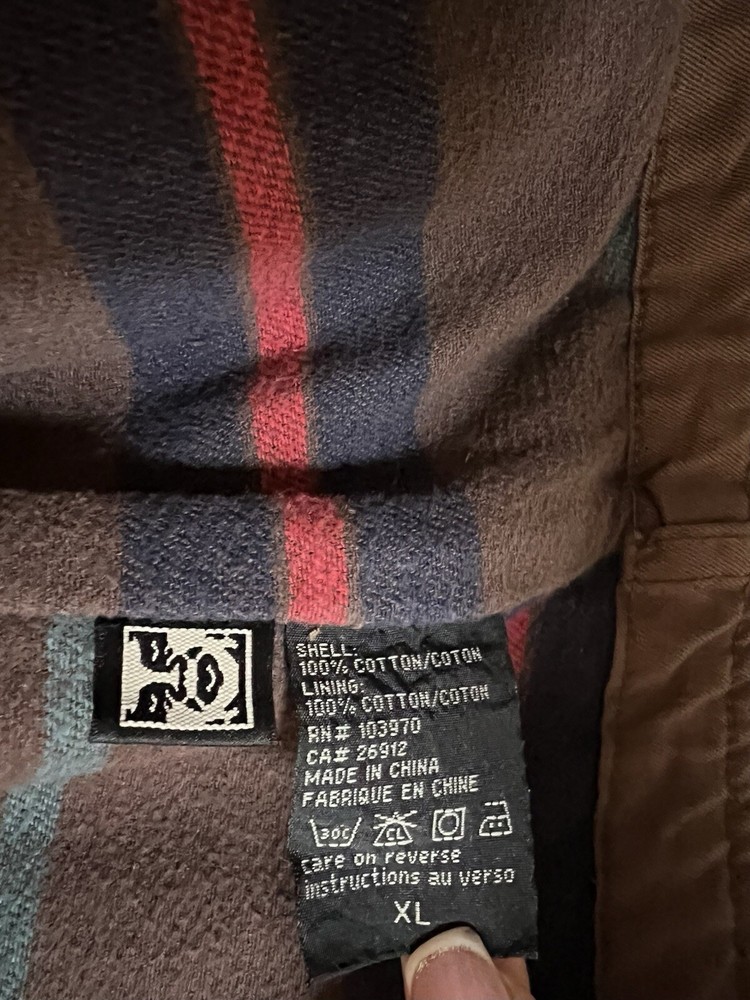 SHELL:
100% COTTON/COTON
LINING:
100% COTTON/COTON
RN# 103970
CA# 26912
MADE IN CHINA
FABRIQUE EN CHINE
30C CL
care on reverse
instructions au verso
XL